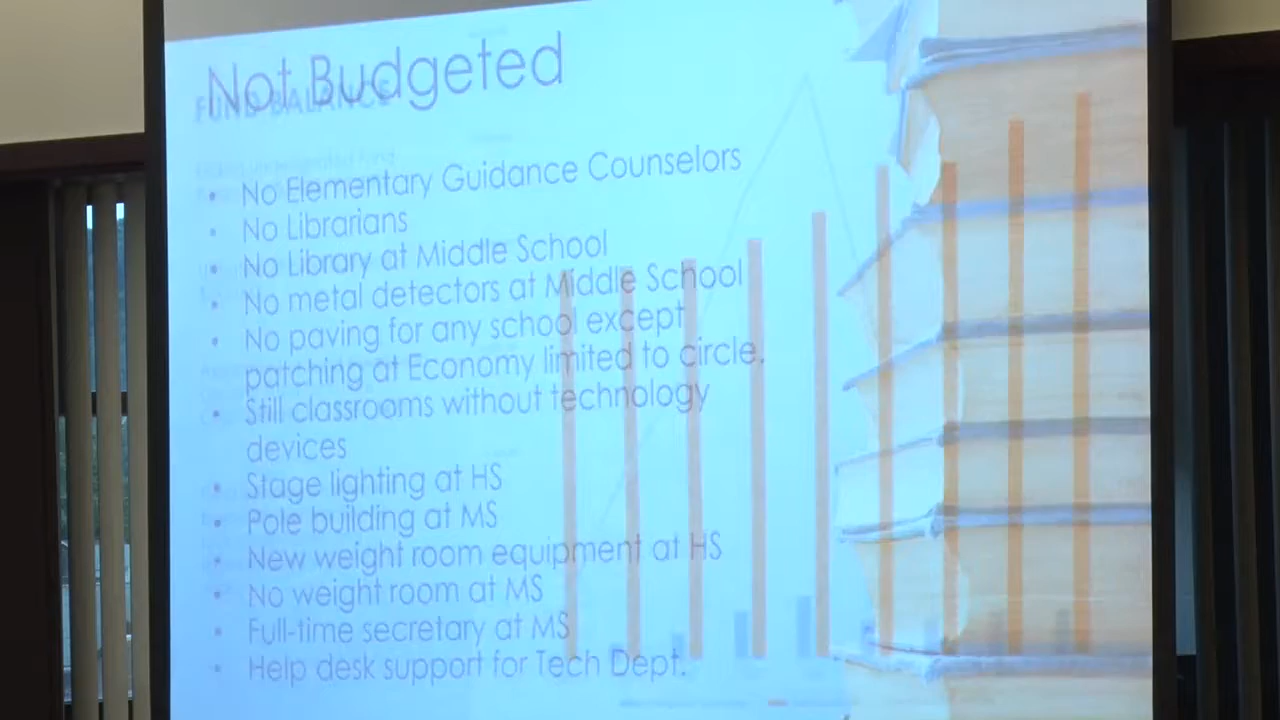 Not Budgeted
FUND BALANCE
• No Elementary Guidance Counselors
• No Librarians
• No Library at Middle School
• No metal detectors at Middle School
• No paving for any school except
patching at Economy limited to circle.
• Still classrooms without technology
devices
• Stage lighting at HS
• Pole building at MS
• New weight room equipment at HS
• No weight room at MS
• Full-time secretary at MS
• Help desk support for Tech Dept.